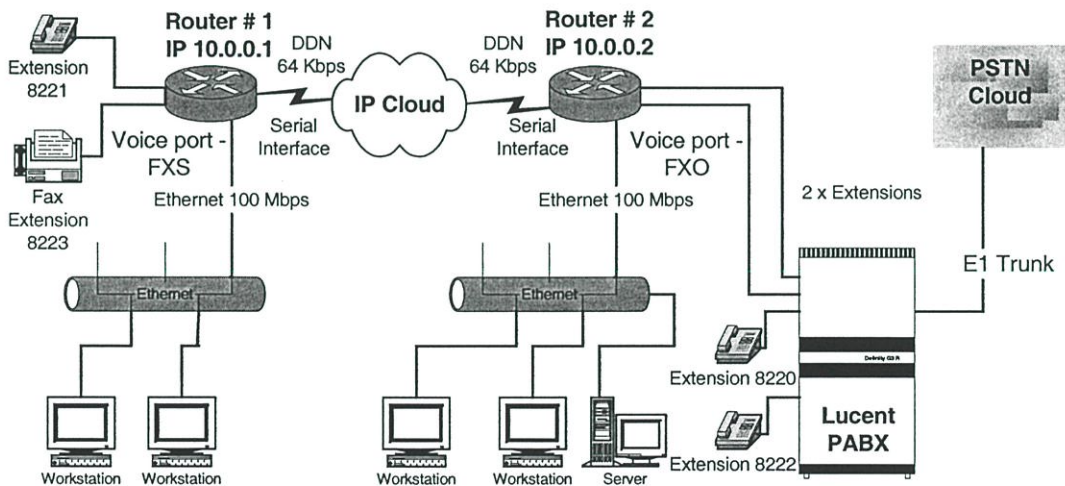 Router # 1
IP 10.0.0.1
Router # 2
IP 10.0.0.2
DDN
64 Kbps
DDN
64 Kbps
PSTN
Cloud
Extension
8221
IP Cloud
Serial
Interface
Serial
Interface
Voice port -
FXS
Voice port -
FXO
Fax
Extension
8223
Ethernet 100 Mbps
Ethernet 100 Mbps
2 x Extensions
E1 Trunk
Ethernet
Ethernet
Definity G3 R
Extension 8220
Lucent
PABX
Extension 8222
Workstation
Workstation
Workstation
Workstation
Server